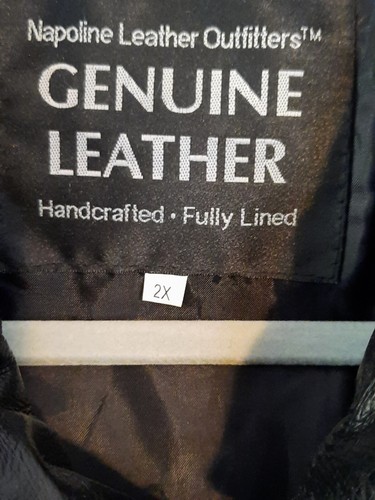 Napoline Leather Outfitters™
GENUINE
LEATHER
Handcrafted • Fully Lined
2X